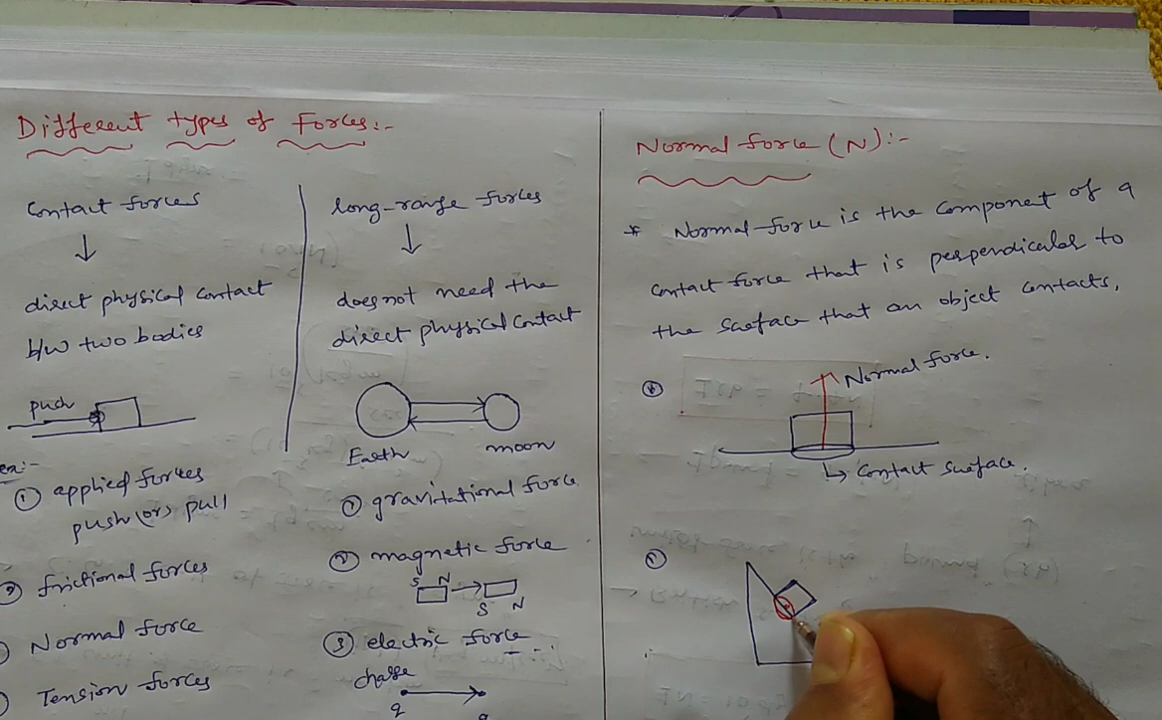 Different types of Forces:-
Contact forces
direct physical contact
b/w two bodies
push
ex:-
① applied forces
push (or) pull
② frictional forces
Normal force
Tension forces
long-range forces
does not need the
direct physical contact
Earth
moon
① gravitational force
② magnetic force
S N
S N
③ electric force
charge
q
q
Normal force (N):-
* Normal force is the component of a
contact force that is perpendicular to
the surface that an object contacts.
Normal force.
↳ Contact surface.